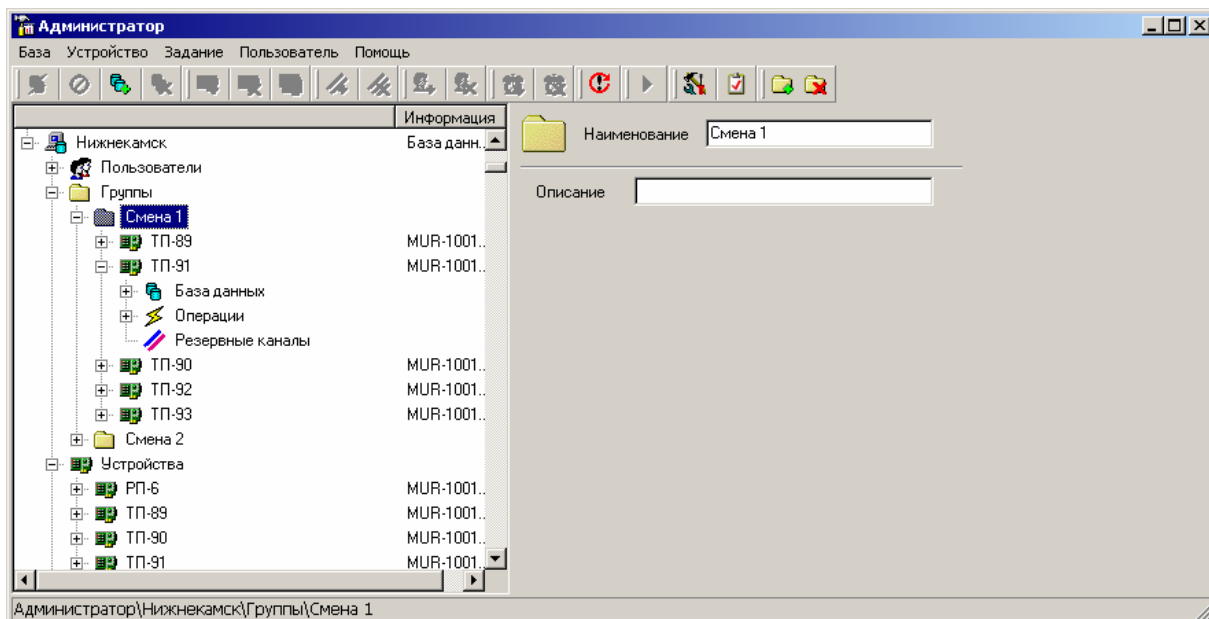 Администратор
База Устройство Задание Пользователь Помощь
Информация
Нижнекамск База данн..
Пользователи
Группы
Смена 1
ТП-89 MUR-1001..
ТП-91 MUR-1001..
База данных
Операции
Резервные каналы
ТП-90 MUR-1001..
ТП-92 MUR-1001..
ТП-93 MUR-1001..
Смена 2
Устройства
РП-6 MUR-1001..
ТП-89 MUR-1001..
ТП-90 MUR-1001..
ТП-91 MUR-1001..
Наименование Смена 1
Описание
Администратор\Нижнекамск\Группы\Смена 1